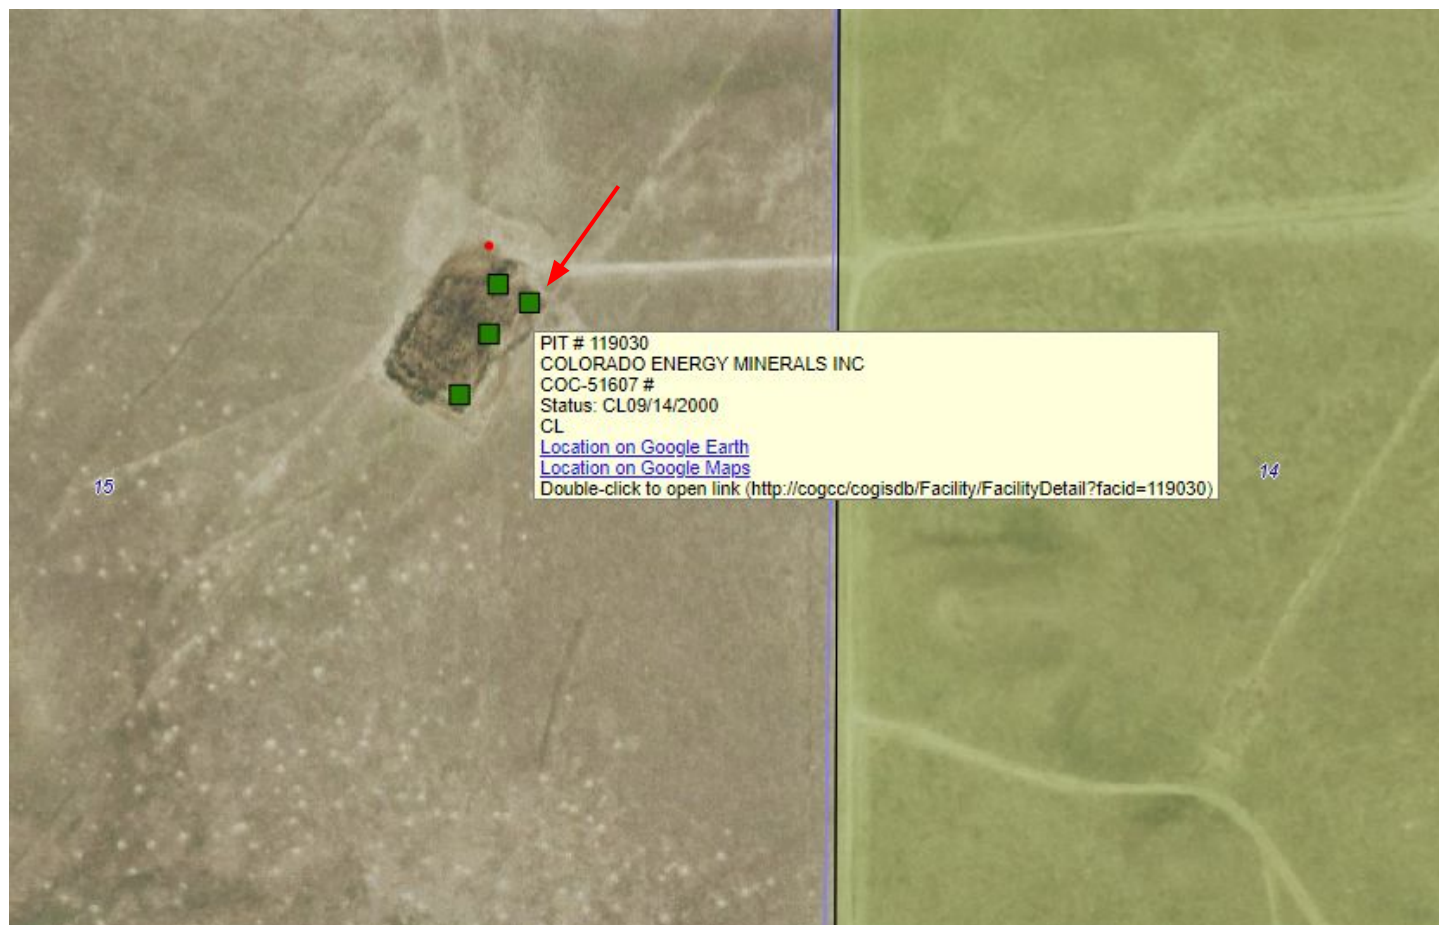 PIT # 119030
COLORADO ENERGY MINERALS INC
COC-51607 #
Status: CL09/14/2000
CL
Location on Google Earth
Location on Google Maps
Double-click to open link (http://cogcc/cogisdb/Facility/FacilityDetail?facid=119030)
15
14